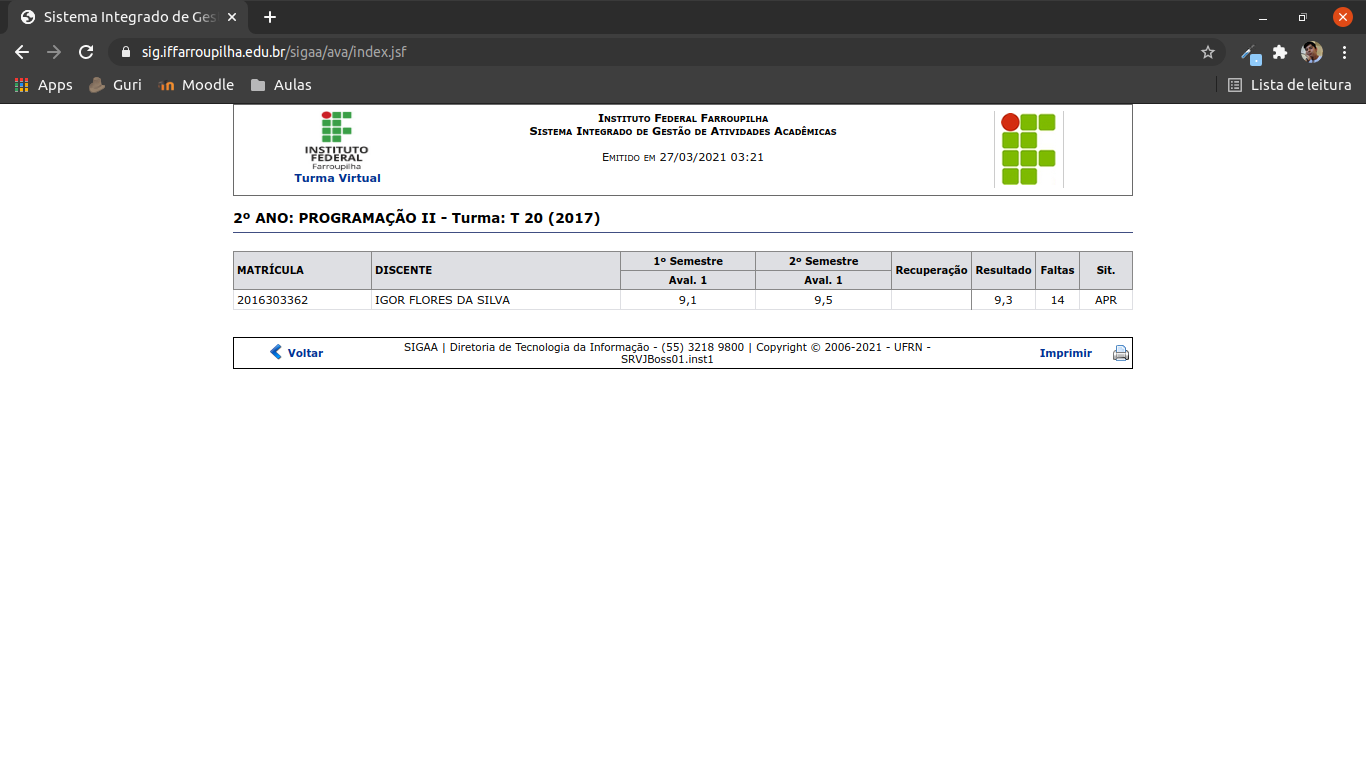 Sistema Integrado de Ges
sig.iffarroupilha.edu.br/sigaa/ava/index.jsf
Apps Guri Moodle Aulas Lista de leitura
INSTITUTO
FEDERAL
Farroupilha
Turma Virtual
Instituto Federal Farroupilha
Sistema Integrado de Gestão de Atividades Acadêmicas
Emitido em 27/03/2021 03:21
2º ANO: PROGRAMAÇÃO II - Turma: T 20 (2017)
MATRÍCULA DISCENTE 1º Semestre 2º Semestre Recuperação Resultado Faltas Sit.
Aval. 1 Aval. 1
2016303362 IGOR FLORES DA SILVA 9,1 9,5 9,3 14 APR
Voltar SIGAA | Diretoria de Tecnologia da Informação - (55) 3218 9800 | Copyright © 2006-2021 - UFRN - Imprimir
SRVJBoss01.inst1